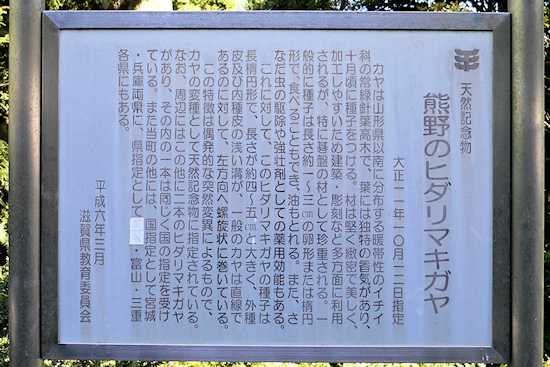 天然記念物
熊野のヒダリマキガヤ
大正一一年一〇月一二日指定
カヤは山形県以南に分布する暖帯性のイチイ
科の常緑針葉高木で、葉には独特の香気があり、
十月頃に種子をつける。材は堅く緻密で美しく、
加工しやすいため建築・彫刻など多方面に利用
されるが、特に碁盤の材として珍重される。一
般的に種子は長さ約二〜三㎝の卵形または楕円
形で、食べることもでき、油もとれる。また、さ
なだ虫の駆除や強壮剤としての薬用効能もある。
これに対して、このヒダリマキガヤの種子は
長楕円形で、長さが約四〜五㎝と大きく、外種
皮及び内種皮の浅い溝が、一般のカヤは直線で
あるのに対して、左方向へ螺旋状に巻いている。
この特徴は偶発的な突然変異によるもので、
カヤの変種として天然記念物に指定されている。
なお、周辺にはこの他に二本のヒダリマキガヤ
があり、その内の一本は同じく国の指定を受け
ている。また当町の他には、国指定として宮城
・兵庫両県に、県指定として・富山・三重
各県にもある。
平成六年三月
滋賀県教育委員会